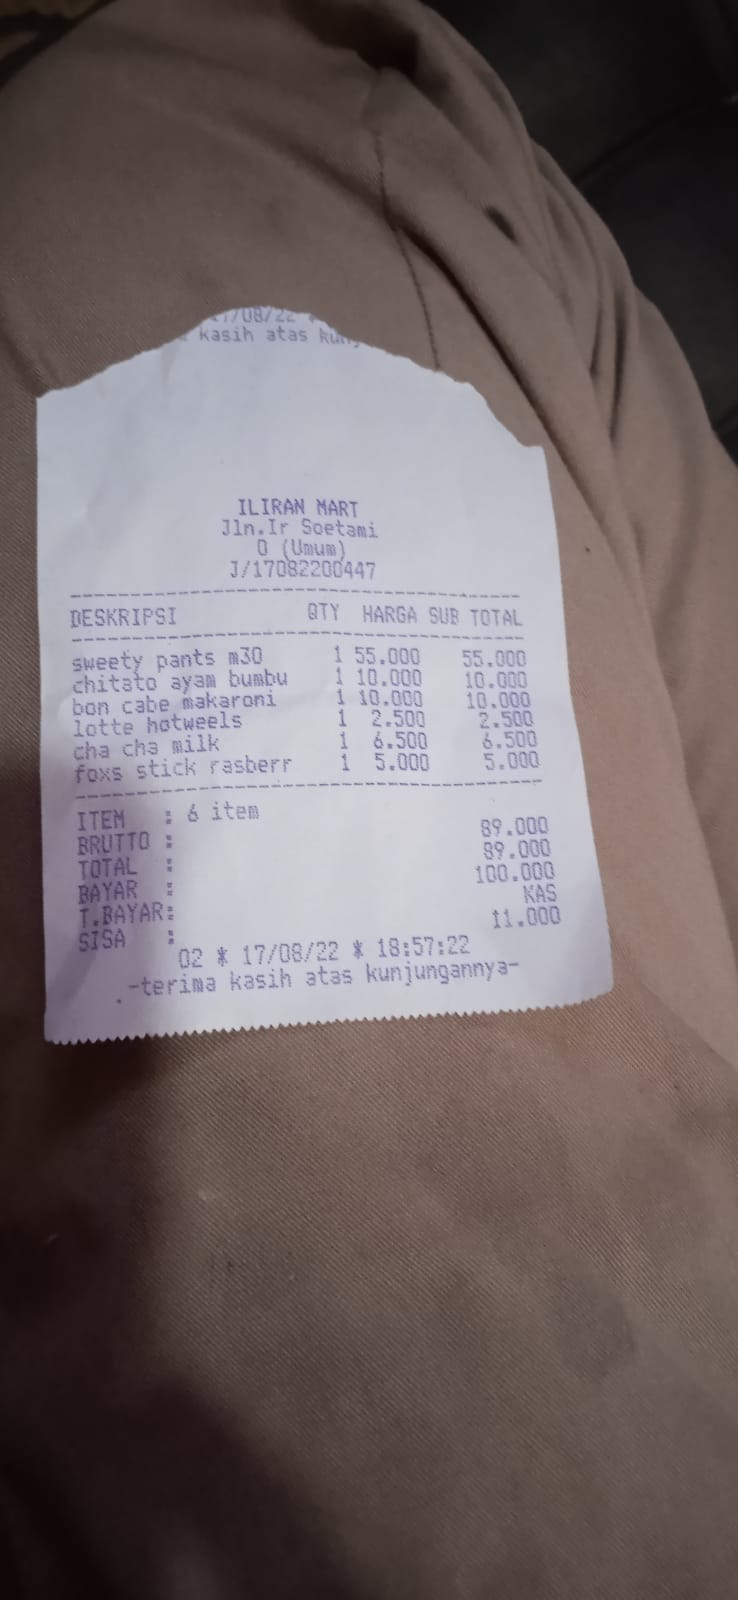 17/08/22 *
kasih atas kunj
ILIRAN MART
Jln.Ir Soetami
0 (Umum)
J/17082200447
DESKRIPSI QTY HARGA SUB TOTAL
sweety pants m30 1 55.000 55.000
chitato ayam bumbu 1 10.000 10.000
bon cabe makaroni 1 10.000 10.000
lotte hotweels 1 2.500 2.500
cha cha milk 1 6.500 6.500
foxs stick rasberr 1 5.000 5.000
ITEM : 6 item
BRUTTO : 89.000
TOTAL : 89.000
BAYAR : 100.000
T.BAYAR: KAS
SISA : 11.000
02 * 17/08/22 * 18:57:22
-terima kasih atas kunjungannya-